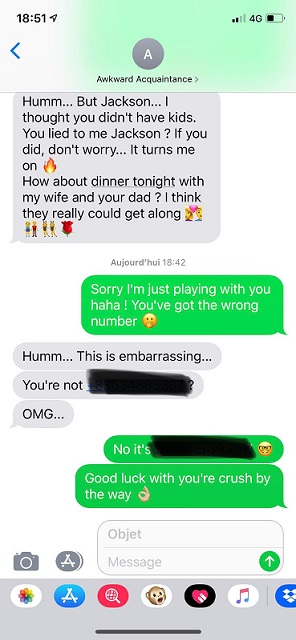 18:51
4G
A
Awkward Acquaintance >
Humm... But Jackson... I
thought you didn't have kids.
You lied to me Jackson ? If you
did, don't worry... It turns me
on 🔥
How about dinner tonight with
my wife and your dad ? I think
they really could get along 💏
👬👫👯🌹
Aujourd'hui 18:42
Sorry I'm just playing with you
haha ! You've got the wrong
number 🤭
Humm... This is embarrassing...
You're not ?
OMG...
No it's 🤓
Good luck with you're crush by
the way 👌🏼
Objet
Message